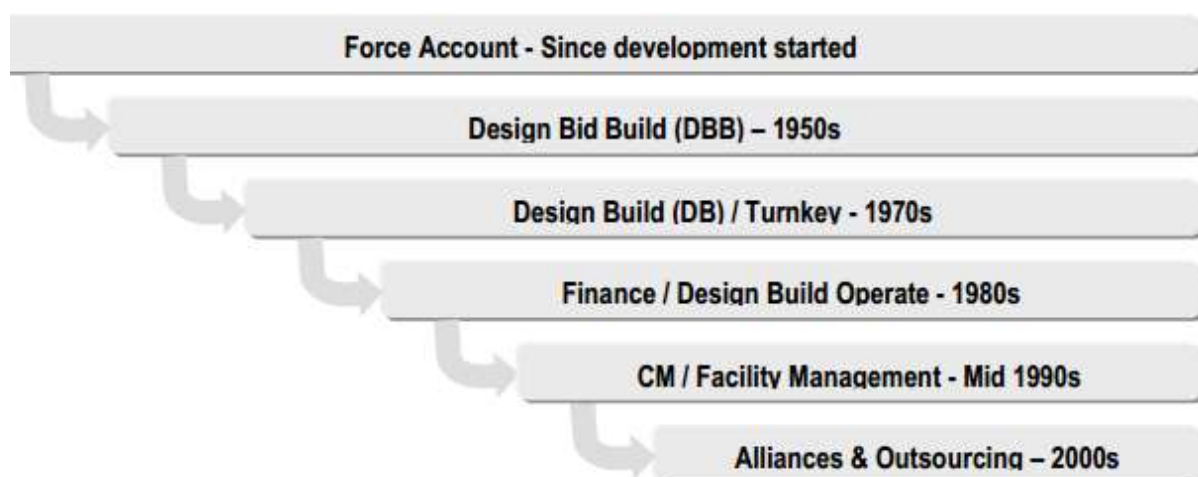 Force Account - Since development started
Design Bid Build (DBB) – 1950s
Design Build (DB) / Turnkey - 1970s
Finance / Design Build Operate - 1980s
CM / Facility Management - Mid 1990s
Alliances & Outsourcing – 2000s